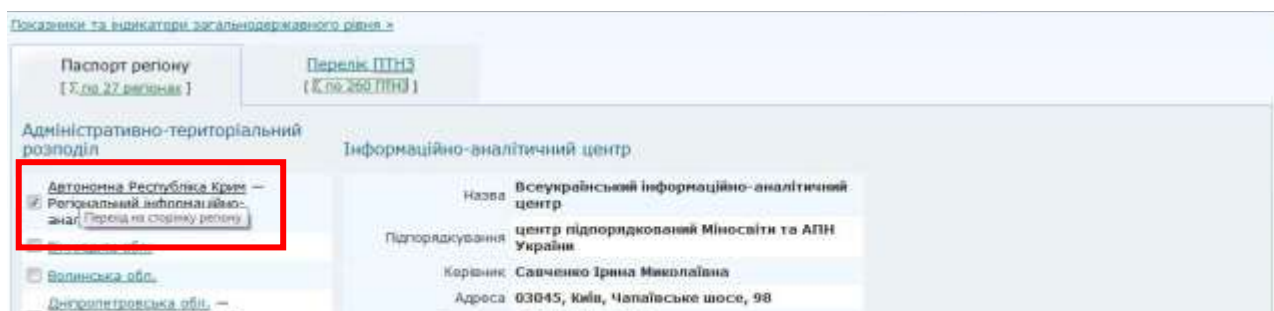 Показники та індикатори загальнодержавного рівня »
Паспорт регіону
[ Σ по 27 регіонах ]
Перелік ПТНЗ
[ Σ по 260 ПТНЗ ]
Адміністративно-територіальний
розподіл
Автономна Республіка Крим —
Регіональний інформаційно-
анал
Перехід на сторінку регіону
Волинська обл.
Дніпропетровська обл. —
Інформаційно-аналітичний центр
Назва Всеукраїнський інформаційно-аналітичний
центр
Підпорядкування центр підпорядкований Міносвіти та АПН
України
Керівник Савченко Ірина Миколаївна
Адреса 03045, Київ, Чапаївське шосе, 98